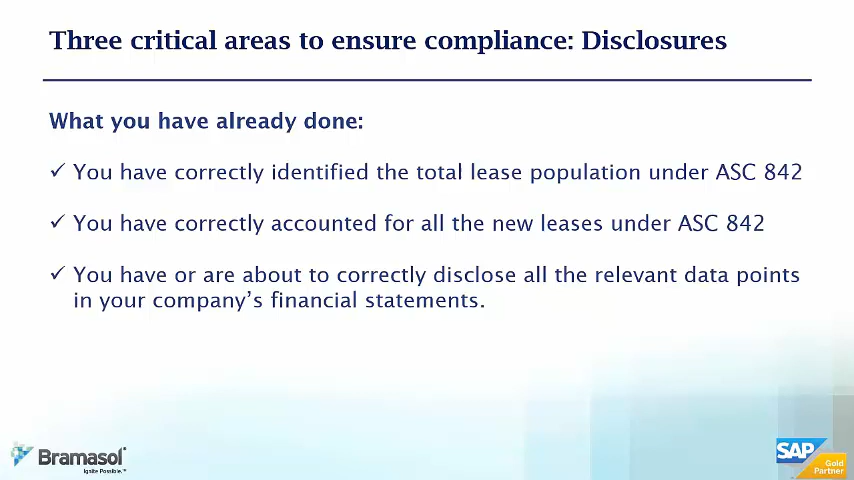 Three critical areas to ensure compliance: Disclosures
What you have already done:
✓ You have correctly identified the total lease population under ASC 842
✓ You have correctly accounted for all the new leases under ASC 842
✓ You have or are about to correctly disclose all the relevant data points
in your company’s financial statements.
Bramasol
Ignite Possible.™
SAP
Gold
Partner